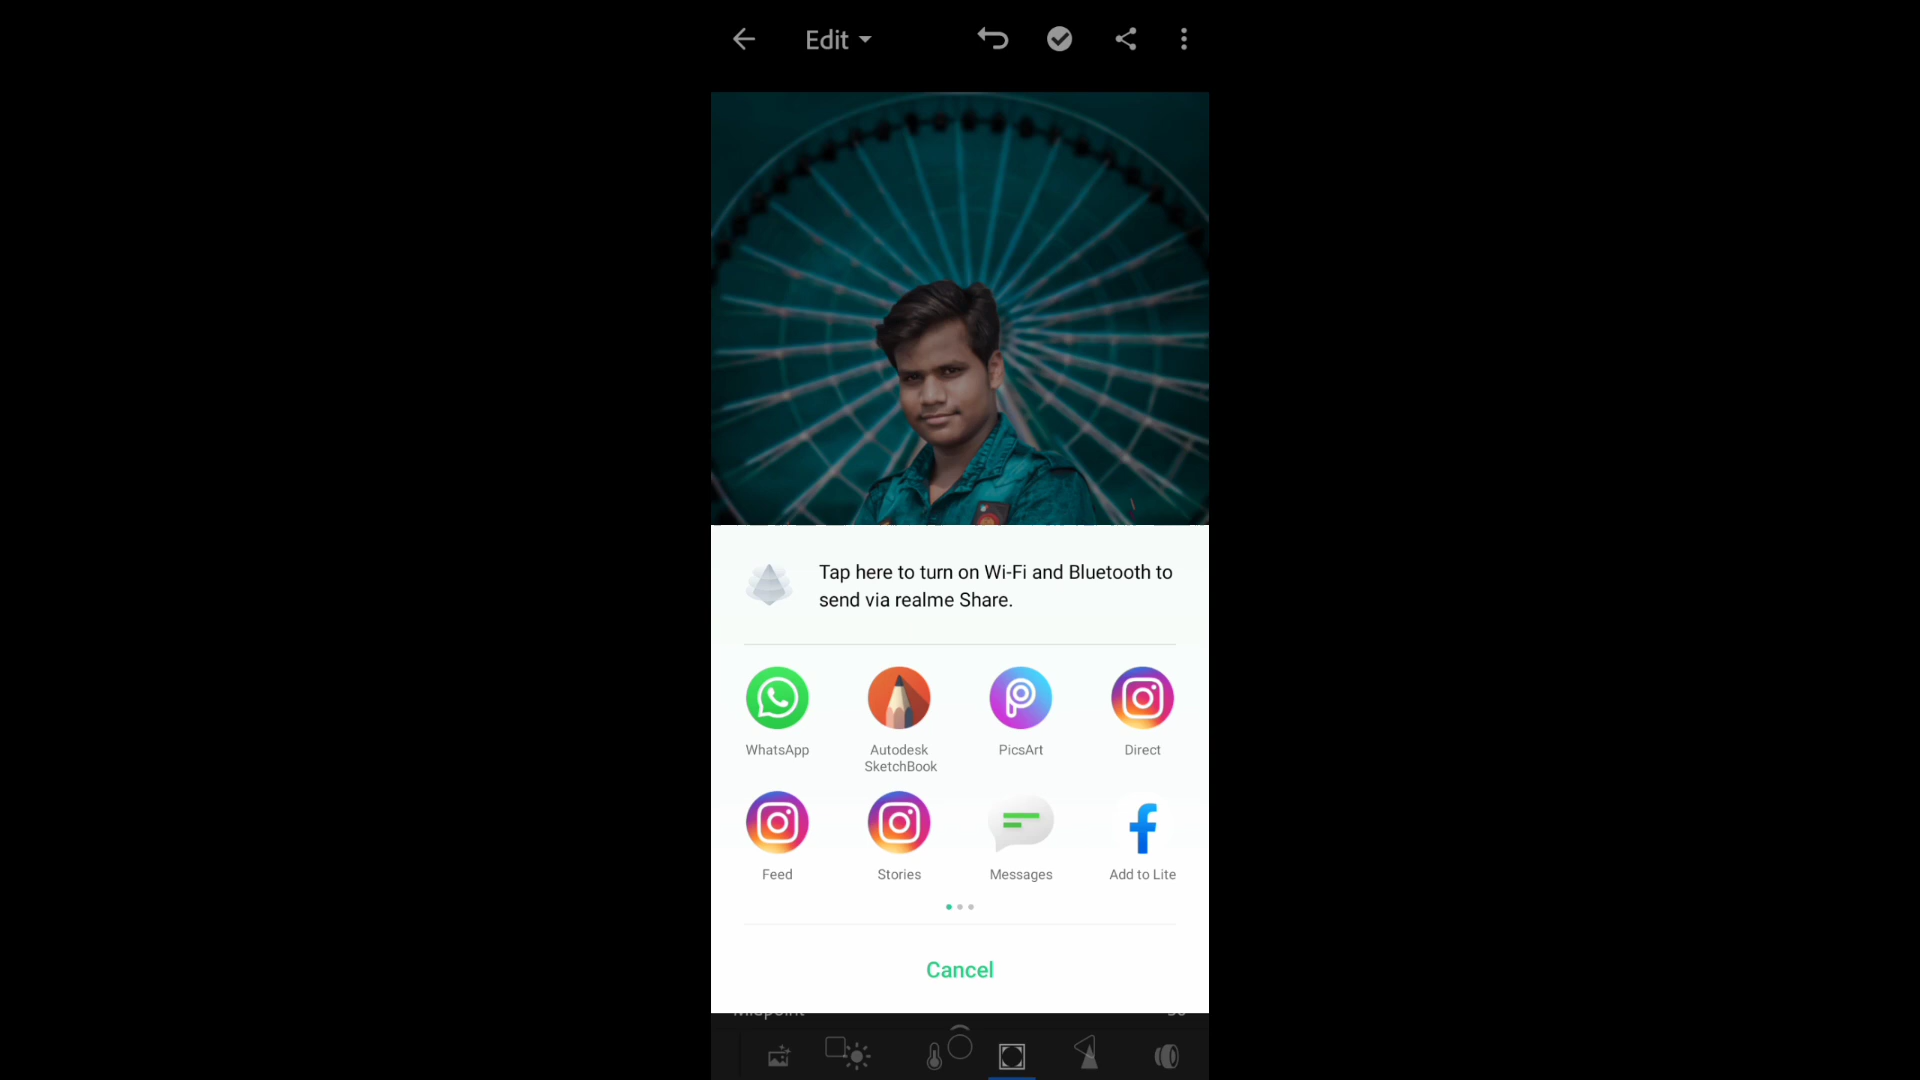 Edit
Tap here to turn on Wi-Fi and Bluetooth to
send via realme Share.
WhatsApp
Autodesk
SketchBook
PicsArt
Direct
Feed
Stories
Messages
Add to Lite
Cancel
Midpoint